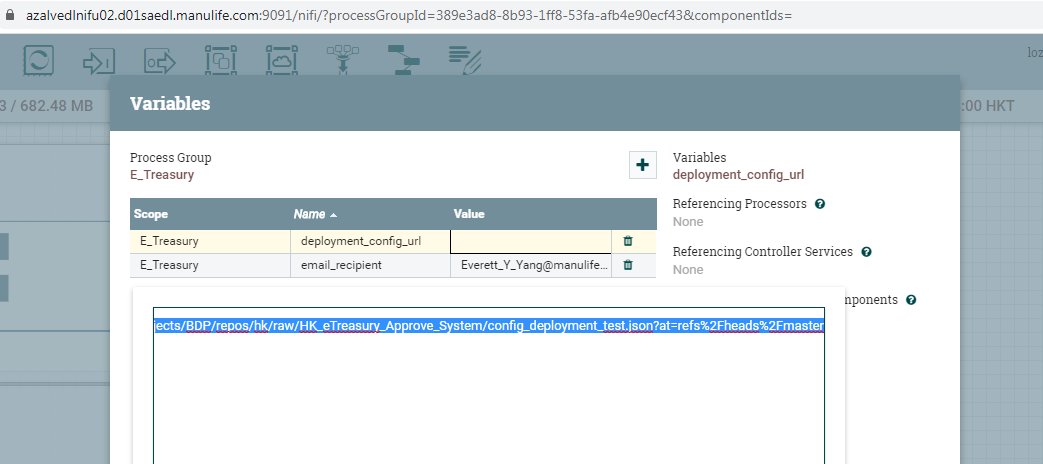 azalvedlnifu02.d01saedl.manulife.com:9091/nifi/?processGroupId=389e3ad8-8b93-1ff8-53fa-afb4e90ecf43&componentIds=
loz
3 / 682.48 MB
:00 HKT
Variables
Process Group
E_Treasury
Variables
deployment_config_url
Scope Name Value
Referencing Processors ?
None
E_Treasury deployment_config_url
E_Treasury email_recipient Everett_Y_Yang@manulife...
Referencing Controller Services ?
None
mponents ?
jects/BDP/repos/hk/raw/HK_eTreasury_Approve_System/config_deployment_test.json?at=refs%2Fheads%2Fmaster